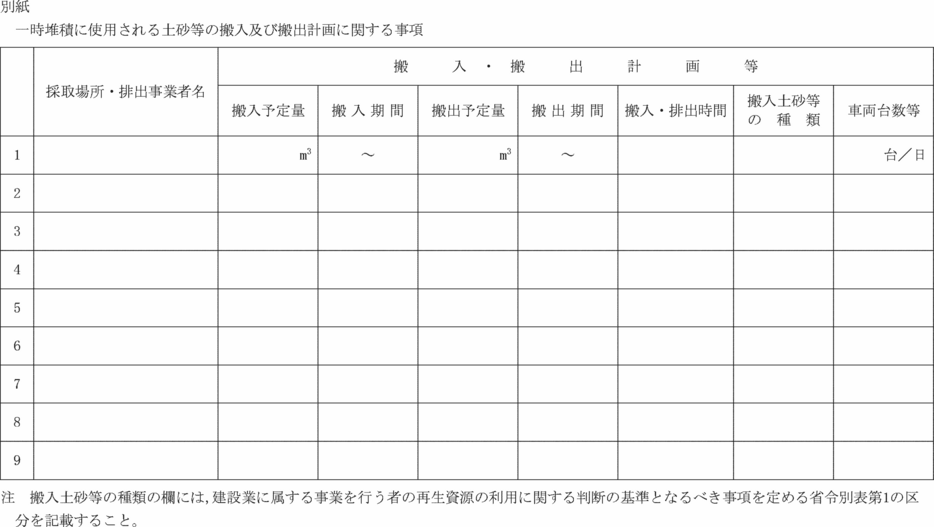 別紙
一時堆積に使用される土砂等の搬入及び搬出計画に関する事項
採取場所・排出事業者名
搬入・搬出計画等
搬入予定量 搬入期間 搬出予定量 搬出期間 搬入・排出時間 搬入土砂等の種類 車両台数等
1 m³ ～ m³ ～ 台／日
2
3
4
5
6
7
8
9
注　搬入土砂等の種類の欄には,建設業に属する事業を行う者の再生資源の利用に関する判断の基準となるべき事項を定める省令別表第1の区
分を記載すること。